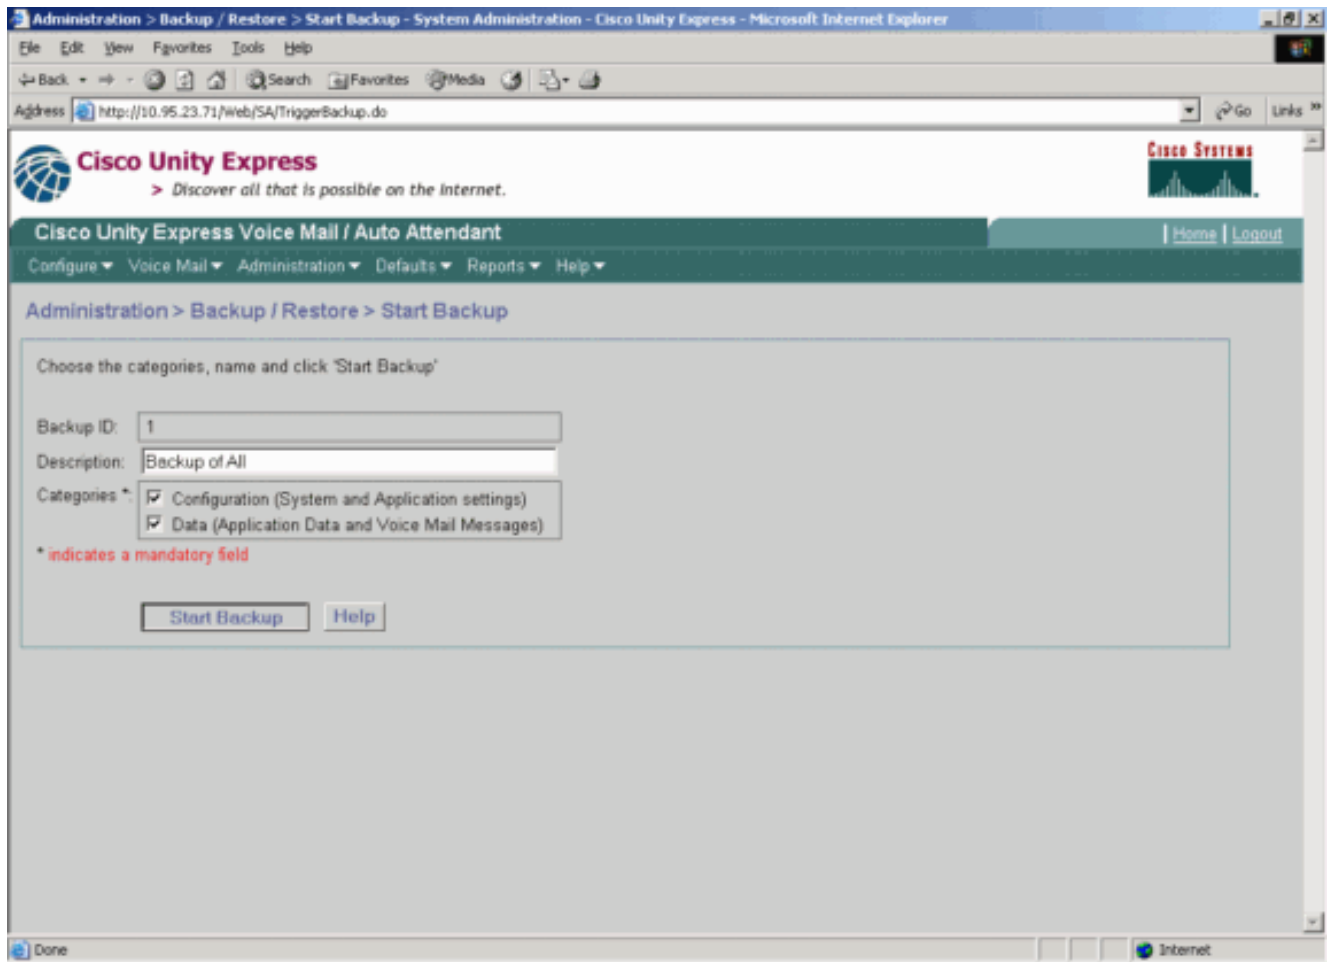 Administration > Backup / Restore > Start Backup - System Administration - Cisco Unity Express - Microsoft Internet Explorer
File Edit View Favorites Tools Help
Back Search Favorites Media
Address http://10.95.23.71/Web/SA/TriggerBackup.do Go Links »
Cisco Unity Express
> Discover all that is possible on the Internet.
CISCO SYSTEMS
Cisco Unity Express Voice Mail / Auto Attendant
| Home | Logout
Configure Voice Mail Administration Defaults Reports Help
Administration > Backup / Restore > Start Backup
Choose the categories, name and click 'Start Backup'
Backup ID: 1
Description: Backup of All
Categories *: Configuration (System and Application settings)
Data (Application Data and Voice Mail Messages)
* indicates a mandatory field
Start Backup Help
Done Internet